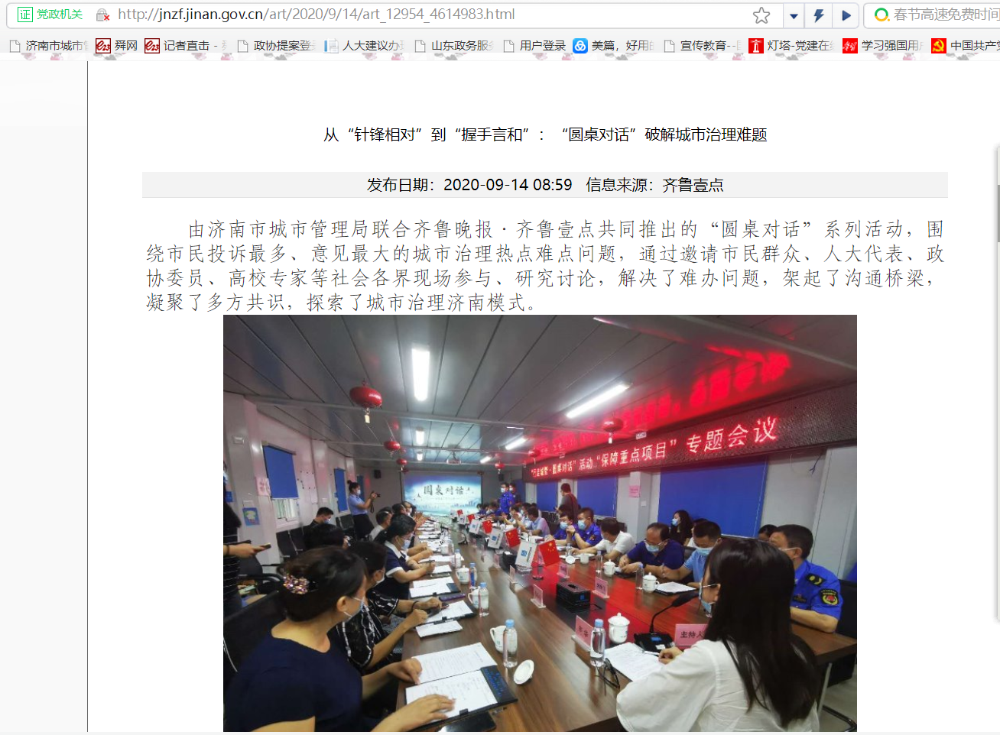 证 党政机关 http://jnzf.jinan.gov.cn/art/2020/9/14/art_12954_4614983.html 春节高速免费时间
济南市城市 舜网 记者直击 - 政协提案登 人大建议办 山东政务服务 用户登录 美篇，好用的 宣传教育-- 灯塔-党建在线 学习强国用户 中国共产党
从“针锋相对”到“握手言和”：“圆桌对话”破解城市治理难题
发布日期：2020-09-14 08:59 信息来源：齐鲁壹点
由济南市城市管理局联合齐鲁晚报·齐鲁壹点共同推出的“圆桌对话”系列活动，围
绕市民投诉最多、意见最大的城市治理热点难点问题，通过邀请市民群众、人大代表、政
协委员、高校专家等社会各界现场参与、研究讨论，解决了难办问题，架起了沟通桥梁，
凝聚了多方共识，探索了城市治理济南模式。
“行走城管·圆桌对话”活动“保障重点项目”专题会议
圆桌对话
主持人